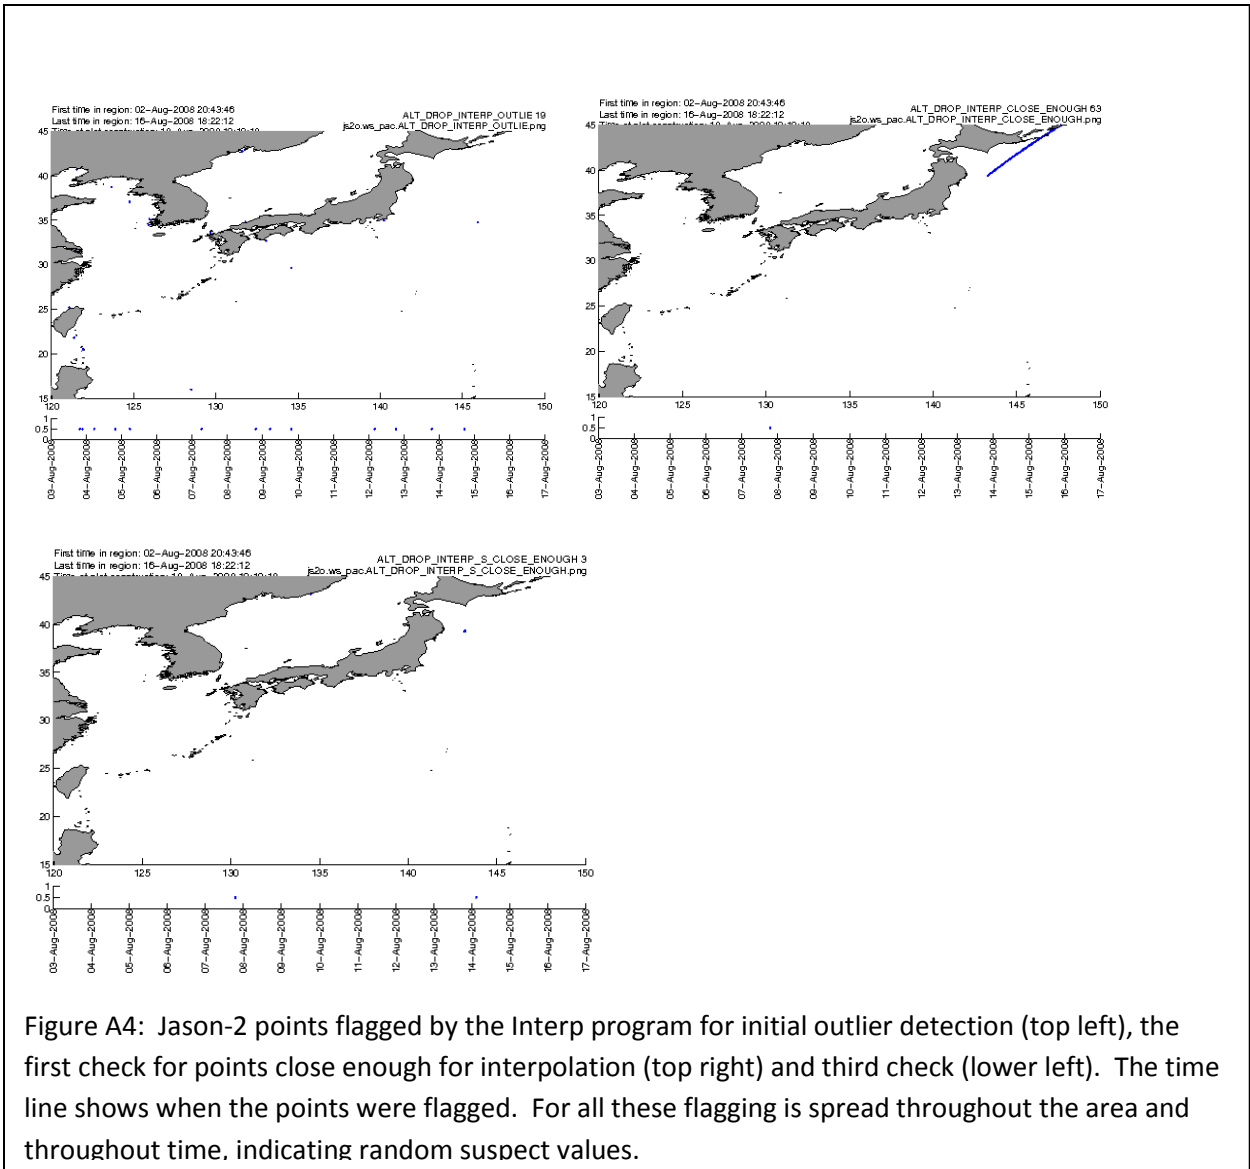 First time in region: 02-Aug-2008 20:43:46
Last time in region: 16-Aug-2008 18:22:12
ALT_DROP_INTERP_OUTLIE 19
js2o.ws_pac.ALT_DROP_INTERP_OUTLIE.png
45
40
35
30
25
20
15
120 125 130 135 140 145 150
1
0.5
0
03-Aug-2008
04-Aug-2008
05-Aug-2008
06-Aug-2008
07-Aug-2008
08-Aug-2008
09-Aug-2008
10-Aug-2008
11-Aug-2008
12-Aug-2008
13-Aug-2008
14-Aug-2008
15-Aug-2008
16-Aug-2008
17-Aug-2008
First time in region: 02-Aug-2008 20:43:46
Last time in region: 16-Aug-2008 18:22:12
ALT_DROP_INTERP_CLOSE_ENOUGH 63
js2o.ws_pac.ALT_DROP_INTERP_CLOSE_ENOUGH.png
45
40
35
30
25
20
15
120 125 130 135 140 145 150
1
0.5
0
03-Aug-2008
04-Aug-2008
05-Aug-2008
06-Aug-2008
07-Aug-2008
08-Aug-2008
09-Aug-2008
10-Aug-2008
11-Aug-2008
12-Aug-2008
13-Aug-2008
14-Aug-2008
15-Aug-2008
16-Aug-2008
17-Aug-2008
First time in region: 02-Aug-2008 20:43:46
Last time in region: 16-Aug-2008 18:22:12
ALT_DROP_INTERP_S_CLOSE_ENOUGH 3
js2o.ws_pac.ALT_DROP_INTERP_S_CLOSE_ENOUGH.png
45
40
35
30
25
20
15
120 125 130 135 140 145 150
1
0.5
0
03-Aug-2008
04-Aug-2008
05-Aug-2008
06-Aug-2008
07-Aug-2008
08-Aug-2008
09-Aug-2008
10-Aug-2008
11-Aug-2008
12-Aug-2008
13-Aug-2008
14-Aug-2008
15-Aug-2008
16-Aug-2008
17-Aug-2008
Figure A4: Jason-2 points flagged by the Interp program for initial outlier detection (top left), the
first check for points close enough for interpolation (top right) and third check (lower left). The time
line shows when the points were flagged. For all these flagging is spread throughout the area and
throughout time, indicating random suspect values.